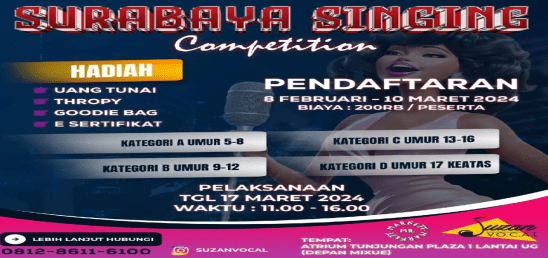 SURABAYA SINGING
Competition
HADIAH
UANG TUNAI
THROPY
GOODIE BAG
E SERTIFIKAT
PENDAFTARAN
8 FEBRUARI - 10 MARET 2024
BIAYA : 200RB / PESERTA
KATEGORI A UMUR 5-8
KATEGORI C UMUR 13-16
KATEGORI B UMUR 9-12
KATEGORI D UMUR 17 KEATAS
PELAKSANAAN
TGL 17 MARET 2024
WAKTU : 11.00 - 16.00
LEBIH LANJUT HUBUNGI
0812-8611-6100
SUZANVOCAL
MARKETT
Suzan
VOCAL
TEMPAT:
ATRIUM TUNJUNGAN PLAZA 1 LANTAI UG
(DEPAN MIXUE)